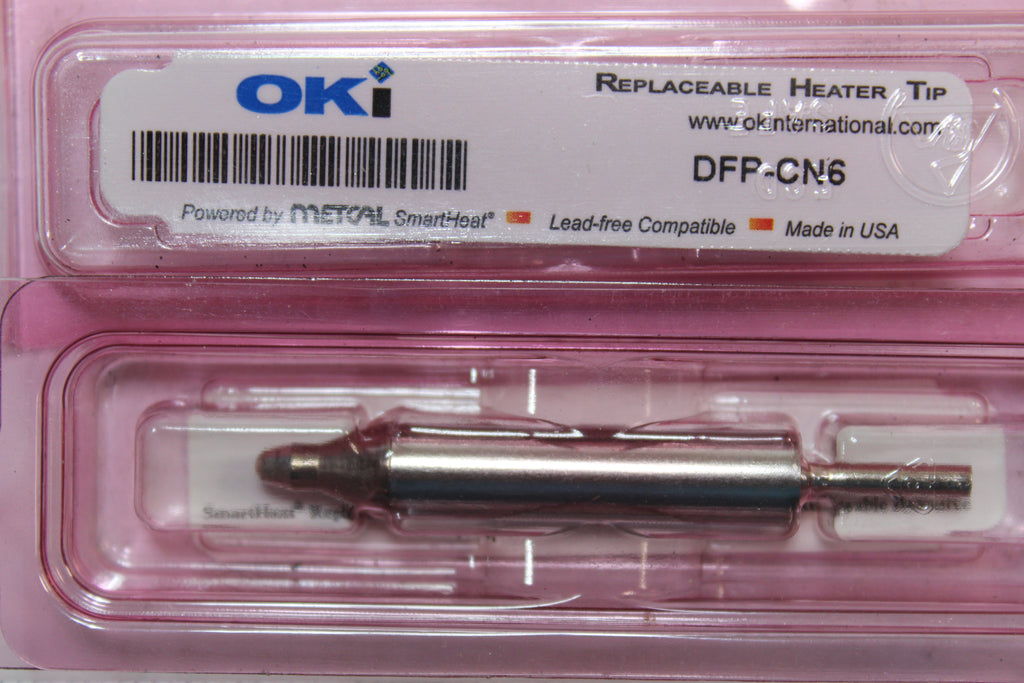 OKi
REPLACEABLE HEATER TIP
www.okinternational.com
DFP-CN6
Powered by METCAL SmartHeat® Lead-free Compatible Made in USA
SmartHeat®